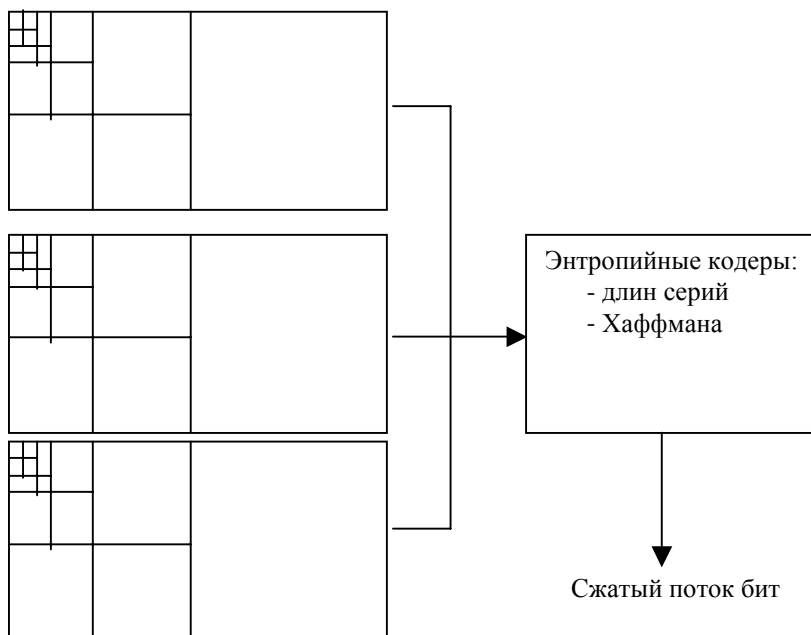 Энтропийные кодеры:
- длин серий
- Хаффмана
Сжатый поток бит